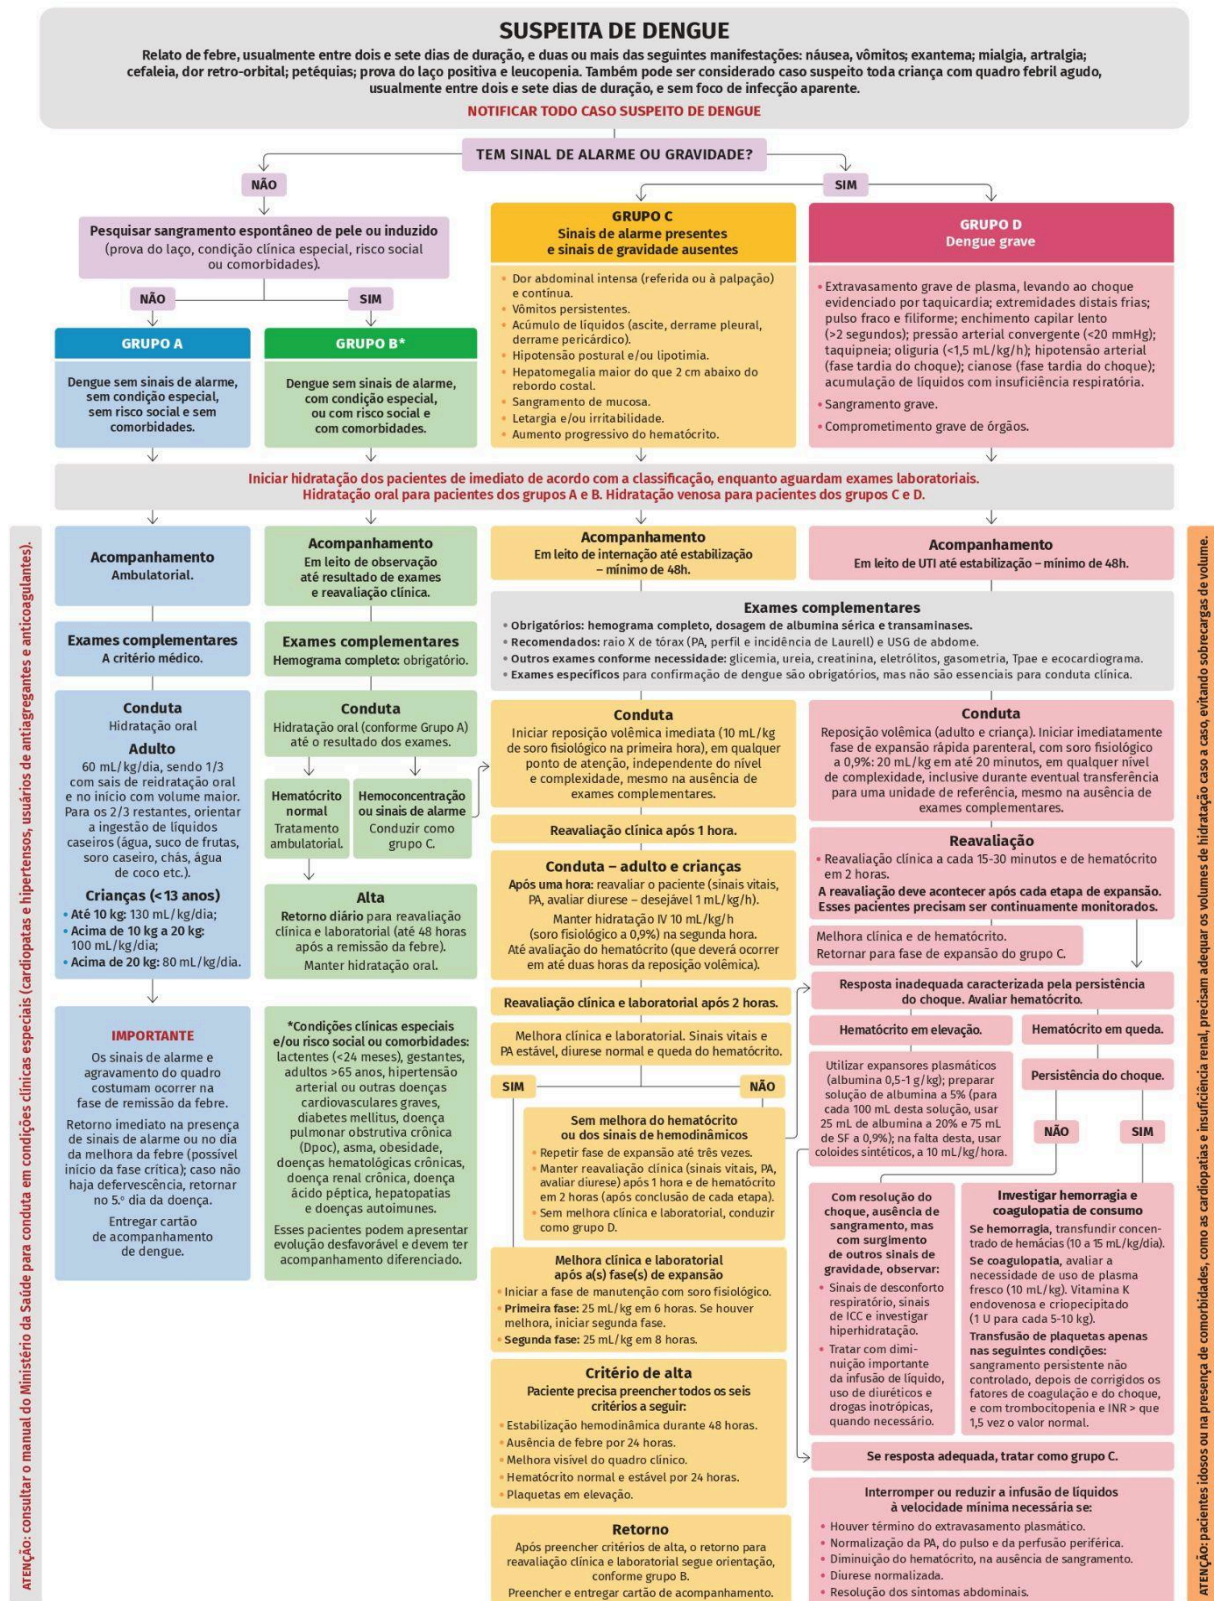 SUSPEITA DE DENGUE
Relato de febre, usualmente entre dois e sete dias de duração, e duas ou mais das seguintes manifestações: náusea, vômitos; exantema; mialgia, artralgia;
cefaleia, dor retro-orbital; petéquias; prova do laço positiva e leucopenia. Também pode ser considerado caso suspeito toda criança com quadro febril agudo,
usualmente entre dois e sete dias de duração, e sem foco de infecção aparente.
NOTIFICAR TODO CASO SUSPEITO DE DENGUE
TEM SINAL DE ALARME OU GRAVIDADE?
NÃO
SIM
Pesquisar sangramento espontâneo de pele ou induzido
(prova do laço, condição clínica especial, risco social
ou comorbidades).
NÃO
SIM
GRUPO A
Dengue sem sinais de alarme,
sem condição especial,
sem risco social e sem
comorbidades.
GRUPO B*
Dengue sem sinais de alarme,
com condição especial,
ou com risco social e
com comorbidades.
GRUPO C
Sinais de alarme presentes
e sinais de gravidade ausentes
• Dor abdominal intensa (referida ou à palpação)
e contínua.
• Vômitos persistentes.
• Acúmulo de líquidos (ascite, derrame pleural,
derrame pericárdico).
• Hipotensão postural e/ou lipotimia.
• Hepatomegalia maior do que 2 cm abaixo do
rebordo costal.
• Sangramento de mucosa.
• Letargia e/ou irritabilidade.
• Aumento progressivo do hematócrito.
GRUPO D
Dengue grave
• Extravasamento grave de plasma, levando ao choque
evidenciado por taquicardia; extremidades distais frias;
pulso fraco e filiforme; enchimento capilar lento
(>2 segundos); pressão arterial convergente (<20 mmHg);
taquipneia; oliguria (<1,5 mL/kg/h); hipotensão arterial
(fase tardia do choque); cianose (fase tardia do choque);
acumulação de líquidos com insuficiência respiratória.
• Sangramento grave.
• Comprometimento grave de órgãos.
Iniciar hidratação dos pacientes de imediato de acordo com a classificação, enquanto aguardam exames laboratoriais.
Hidratação oral para pacientes dos grupos A e B. Hidratação venosa para pacientes dos grupos C e D.
ATENÇÃO: consultar o manual do Ministério da Saúde para conduta em condições clínicas especiais (cardiopatas e hipertensos, usuários de antiagregantes e anticoagulantes).
Acompanhamento
Ambulatorial.
Exames complementares
A critério médico.
Conduta
Hidratação oral
Adulto
60 mL/kg/dia, sendo 1/3
com sais de reidratação oral
e no início com volume maior.
Para os 2/3 restantes, orientar
a ingestão de líquidos
caseiros (água, suco de frutas,
soro caseiro, chás, água
de coco etc.).
Crianças (<13 anos)
• Até 10 kg: 130 mL/kg/dia;
• Acima de 10 kg a 20 kg:
100 mL/kg/dia;
• Acima de 20 kg: 80 mL/kg/dia.
IMPORTANTE
Os sinais de alarme e
agravamento do quadro
costumam ocorrer na
fase de remissão da febre.
Retorno imediato na presença
de sinais de alarme ou no dia
da melhora da febre (possível
início da fase crítica); caso não
haja defervescência, retornar
no 5.º dia da doença.
Entregar cartão
de acompanhamento
de dengue.
Acompanhamento
Em leito de observação
até resultado de exames
e reavaliação clínica.
Exames complementares
Hemograma completo: obrigatório.
Conduta
Hidratação oral (conforme Grupo A)
até o resultado dos exames.
Hematócrito
normal
Tratamento
ambulatorial.
Hemoconcentração
ou sinais de alarme
Conduzir como
grupo C.
Alta
Retorno diário para reavaliação
clínica e laboratorial (até 48 horas
após a remissão da febre).
Manter hidratação oral.
*Condições clínicas especiais
e/ou risco social ou comorbidades:
lactentes (<24 meses), gestantes,
adultos >65 anos, hipertensão
arterial ou outras doenças
cardiovasculares graves,
diabetes mellitus, doença
pulmonar obstrutiva crônica
(Dpoc), asma, obesidade,
doenças hematológicas crônicas,
doença renal crônica, doença
ácido péptica, hepatopatias
e doenças autoimunes.
Esses pacientes podem apresentar
evolução desfavorável e devem ter
acompanhamento diferenciado.
Acompanhamento
Em leito de internação até estabilização
– mínimo de 48h.
Acompanhamento
Em leito de UTI até estabilização – mínimo de 48h.
Exames complementares
• Obrigatórios: hemograma completo, dosagem de albumina sérica e transaminases.
• Recomendados: raio X de tórax (PA, perfil e incidência de Laurell) e USG de abdome.
• Outros exames conforme necessidade: glicemia, ureia, creatinina, eletrólitos, gasometria, Tpae e ecocardiograma.
• Exames específicos para confirmação de dengue são obrigatórios, mas não são essenciais para conduta clínica.
Conduta
Iniciar reposição volêmica imediata (10 mL/kg
de soro fisiológico na primeira hora), em qualquer
ponto de atenção, independente do nível
e complexidade, mesmo na ausência de
exames complementares.
Reavaliação clínica após 1 hora.
Conduta – adulto e crianças
Após uma hora: reavaliar o paciente (sinais vitais,
PA, avaliar diurese – desejável 1 mL/kg/h).
Manter hidratação IV 10 mL/kg/h
(soro fisiológico a 0,9%) na segunda hora.
Até avaliação do hematócrito (que deverá ocorrer
em até duas horas da reposição volêmica).
Reavaliação clínica e laboratorial após 2 horas.
Melhora clínica e laboratorial. Sinais vitais e
PA estável, diurese normal e queda do hematócrito.
SIM
NÃO
Sem melhora do hematócrito
ou dos sinais de hemodinâmicos
• Repetir fase de expansão até três vezes.
• Manter reavaliação clínica (sinais vitais, PA,
avaliar diurese) após 1 hora e de hematócrito
em 2 horas (após conclusão de cada etapa).
• Sem melhora clínica e laboratorial, conduzir
como grupo D.
Melhora clínica e laboratorial
após a(s) fase(s) de expansão
• Iniciar a fase de manutenção com soro fisiológico.
• Primeira fase: 25 mL/kg em 6 horas. Se houver
melhora, iniciar segunda fase.
• Segunda fase: 25 mL/kg em 8 horas.
Critério de alta
Paciente precisa preencher todos os seis
critérios a seguir:
• Estabilização hemodinâmica durante 48 horas.
• Ausência de febre por 24 horas.
• Melhora visível do quadro clínico.
• Hematócrito normal e estável por 24 horas.
• Plaquetas em elevação.
Retorno
Após preencher critérios de alta, o retorno para
reavaliação clínica e laboratorial segue orientação,
conforme grupo B.
Preencher e entregar cartão de acompanhamento.
Conduta
Reposição volêmica (adulto e criança). Iniciar imediatamente
fase de expansão rápida parenteral, com soro fisiológico
a 0,9%: 20 mL/kg em até 20 minutos, em qualquer nível
de complexidade, inclusive durante eventual transferência
para uma unidade de referência, mesmo na ausência de
exames complementares.
Reavaliação
• Reavaliação clínica a cada 15-30 minutos e de hematócrito
em 2 horas.
A reavaliação deve acontecer após cada etapa de expansão.
Esses pacientes precisam ser continuamente monitorados.
Melhora clínica e de hematócrito.
Retornar para fase de expansão do grupo C.
Resposta inadequada caracterizada pela persistência
do choque. Avaliar hematócrito.
Hematócrito em elevação.
Utilizar expansores plasmáticos
(albumina 0,5-1 g/kg); preparar
solução de albumina a 5% (para
cada 100 mL desta solução, usar
25 mL de albumina a 20% e 75 mL
de SF a 0,9%); na falta desta, usar
coloides sintéticos, a 10 mL/kg/hora.
Hematócrito em queda.
Persistência do choque.
NÃO
SIM
Com resolução do
choque, ausência de
sangramento, mas
com surgimento
de outros sinais de
gravidade, observar:
• Sinais de desconforto
respiratório, sinais
de ICC e investigar
hiperhidratação.
• Tratar com dimi-
nuição importante
da infusão de líquido,
uso de diuréticos e
drogas inotrópicas,
quando necessário.
Investigar hemorragia e
coagulopatia de consumo
Se hemorragia, transfundir concen-
trado de hemácias (10 a 15 mL/kg/dia).
Se coagulopatia, avaliar a
necessidade de uso de plasma
fresco (10 mL/kg). Vitamina K
endovenosa e criopecipitado
(1 U para cada 5-10 kg).
Transfusão de plaquetas apenas
nas seguintes condições:
sangramento persistente não
controlado, depois de corrigidos os
fatores de coagulação e do choque,
e com trombocitopenia e INR > que
1,5 vez o valor normal.
Se resposta adequada, tratar como grupo C.
Interromper ou reduzir a infusão de líquidos
à velocidade mínima necessária se:
• Houver término do extravasamento plasmático.
• Normalização da PA, do pulso e da perfusão periférica.
• Diminuição do hematócrito, na ausência de sangramento.
• Diurese normalizada.
• Resolução dos sintomas abdominais.
ATENÇÃO: pacientes idosos ou na presença de comorbidades, como as cardiopatias e insuficiência renal, precisam adequar os volumes de hidratação caso a caso, evitando sobrecargas de volume.